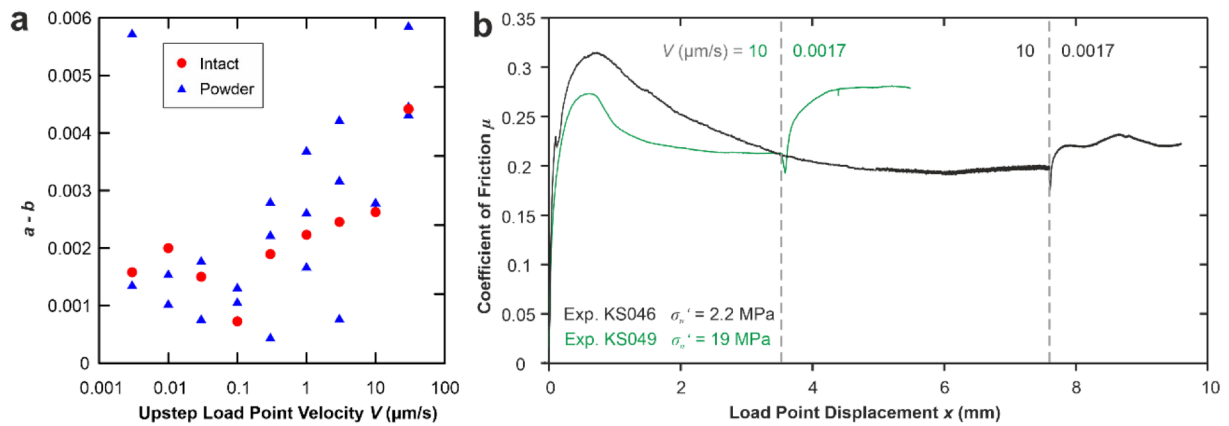 a
0.006
0.005
0.004
0.003
0.002
0.001
0
a - b
Intact
Powder
0.001
0.01
0.1
1
10
100
Upstep Load Point Velocity V (µm/s)
b
0.35
0.3
0.25
0.2
0.15
0.1
0.05
0
Coefficient of Friction µ
V (µm/s) = 10
0.0017
10
0.0017
Exp. KS046 σₙ' = 2.2 MPa
Exp. KS049 σₙ' = 19 MPa
0
2
4
6
8
10
Load Point Displacement x (mm)